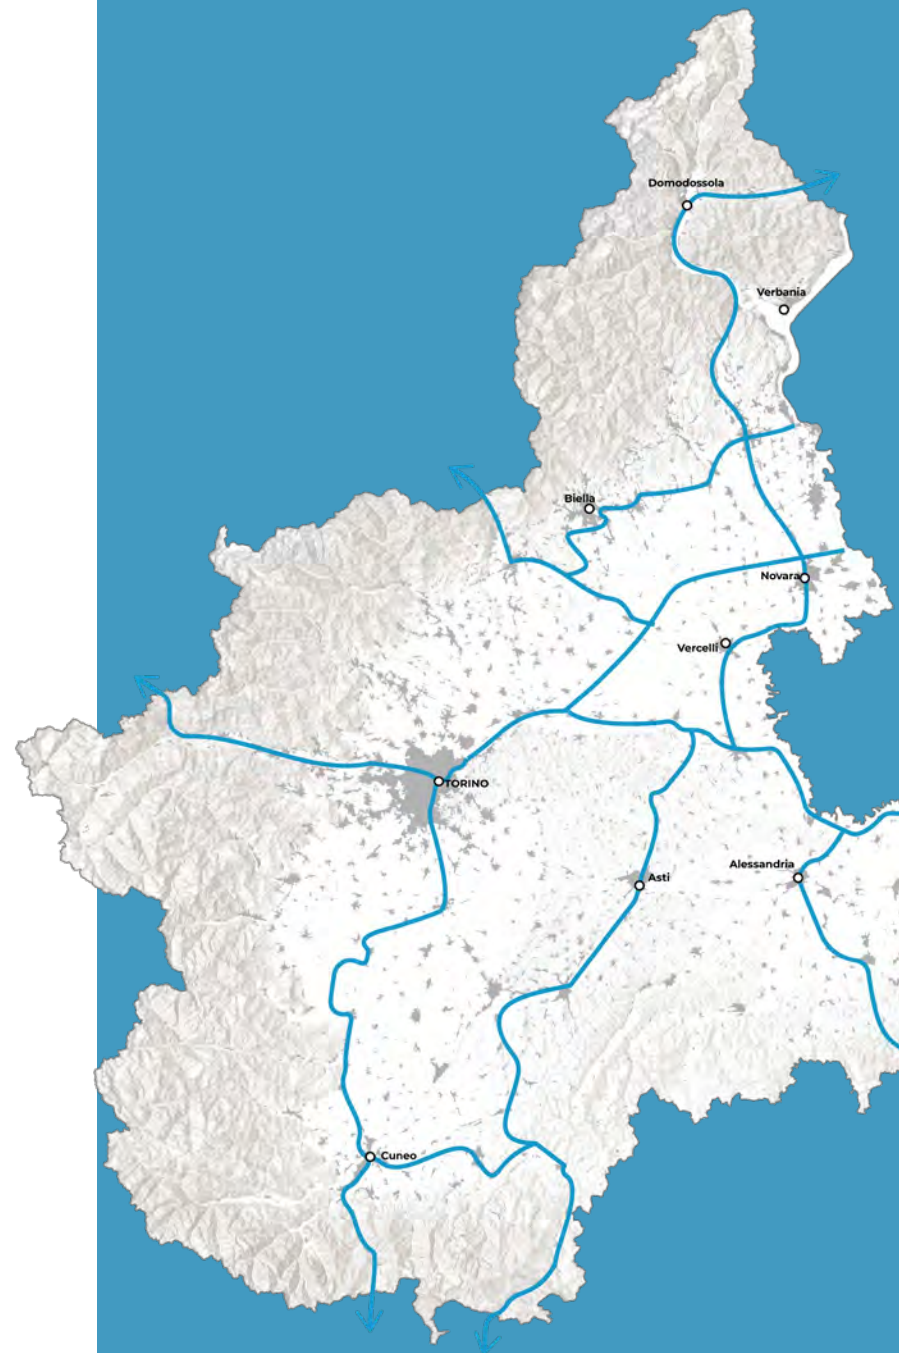 Domodossola
Verbania
Biella
Novara
Vercelli
TORINO
Alessandria
Asti
Cuneo